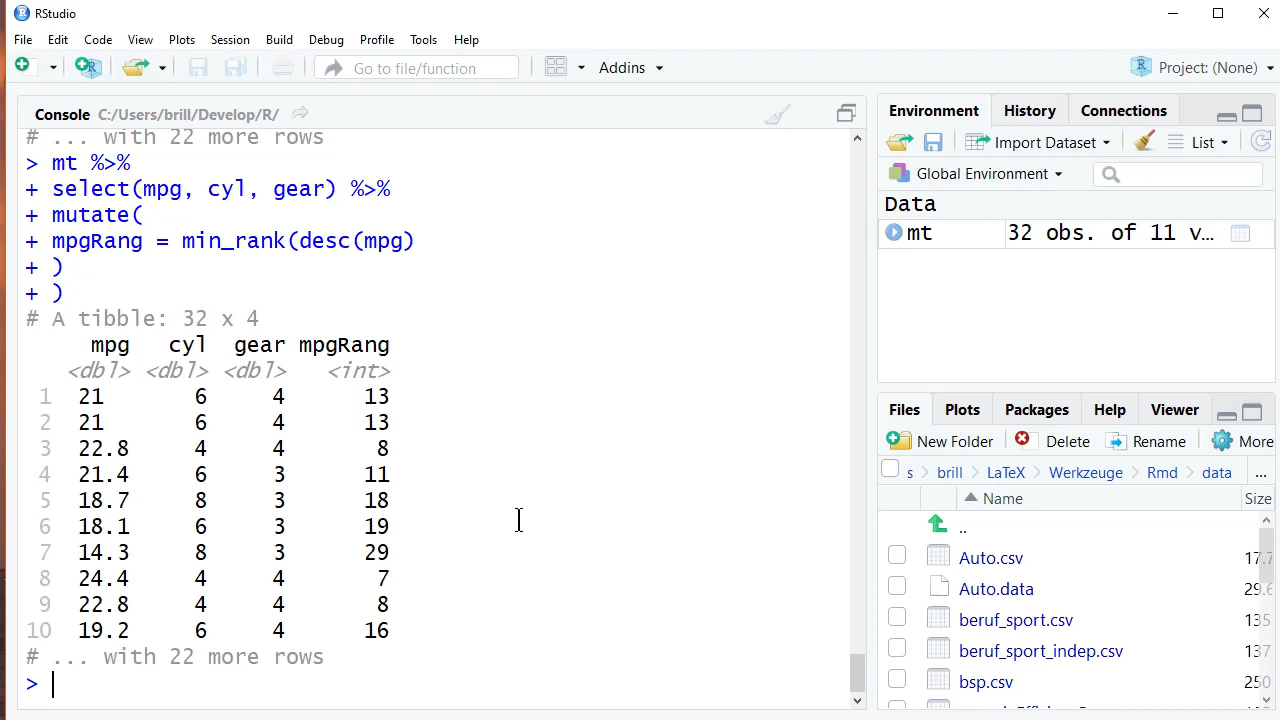 RStudio
File Edit Code View Plots Session Build Debug Profile Tools Help
Go to file/function Addins Project: (None)
Console C:/Users/brill/Develop/R/
# ... with 22 more rows
> mt %>%
+ select(mpg, cyl, gear) %>%
+ mutate(
+ mpgRang = min_rank(desc(mpg)
+ )
+ )
# A tibble: 32 x 4
mpg cyl gear mpgRang
<dbl> <dbl> <dbl> <int>
1 21 6 4 13
2 21 6 4 13
3 22.8 4 4 8
4 21.4 6 3 11
5 18.7 8 3 18
6 18.1 6 3 19
7 14.3 8 3 29
8 24.4 4 4 7
9 22.8 4 4 8
10 19.2 6 4 16
# ... with 22 more rows
>
Environment History Connections
Import Dataset List
Global Environment
Data
mt 32 obs. of 11 v...
Files Plots Packages Help Viewer
New Folder Delete Rename More
s > brill > LaTeX > Werkzeuge > Rmd > data ...
Name Size
..
Auto.csv 17.7
Auto.data 29.6
beruf_sport.csv 135
beruf_sport_indep.csv 137
bsp.csv 250